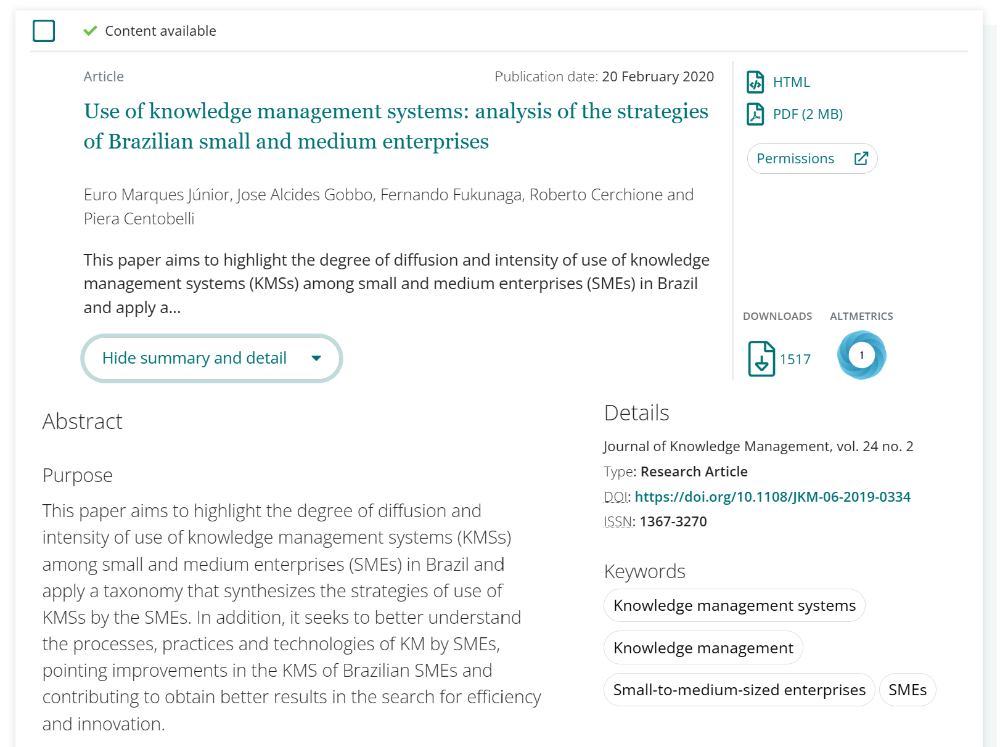 Content available
Article
Publication date: 20 February 2020
Use of knowledge management systems: analysis of the strategies
of Brazilian small and medium enterprises
Euro Marques Júnior, Jose Alcides Gobbo, Fernando Fukunaga, Roberto Cerchione and
Piera Centobelli
This paper aims to highlight the degree of diffusion and intensity of use of knowledge
management systems (KMSs) among small and medium enterprises (SMEs) in Brazil
and apply a...
Hide summary and detail
HTML
PDF (2 MB)
Permissions
DOWNLOADS
ALTMETRICS
1517
1
Abstract
Purpose
This paper aims to highlight the degree of diffusion and
intensity of use of knowledge management systems (KMSs)
among small and medium enterprises (SMEs) in Brazil and
apply a taxonomy that synthesizes the strategies of use of
KMSs by the SMEs. In addition, it seeks to better understand
the processes, practices and technologies of KM by SMEs,
pointing improvements in the KMS of Brazilian SMEs and
contributing to obtain better results in the search for efficiency
and innovation.
Details
Journal of Knowledge Management, vol. 24 no. 2
Type: Research Article
DOI: https://doi.org/10.1108/JKM-06-2019-0334
ISSN: 1367-3270
Keywords
Knowledge management systems
Knowledge management
Small-to-medium-sized enterprises
SMEs